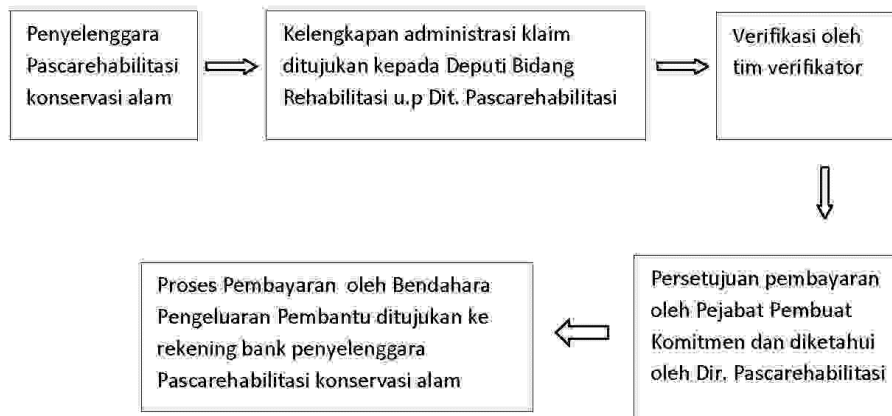 Penyelenggara
Pascarehabilitasi
konservasi alam
Kelengkapan administrasi klaim
ditujukan kepada Deputi Bidang
Rehabilitasi u.p Dit. Pascarehabilitasi
Verifikasi oleh
tim verifikator
Persetujuan pembayaran
oleh Pejabat Pembuat
Komitmen dan diketahui
oleh Dir. Pascarehabilitasi
Proses Pembayaran oleh Bendahara
Pengeluaran Pembantu ditujukan ke
rekening bank penyelenggara
Pascarehabilitasi konservasi alam